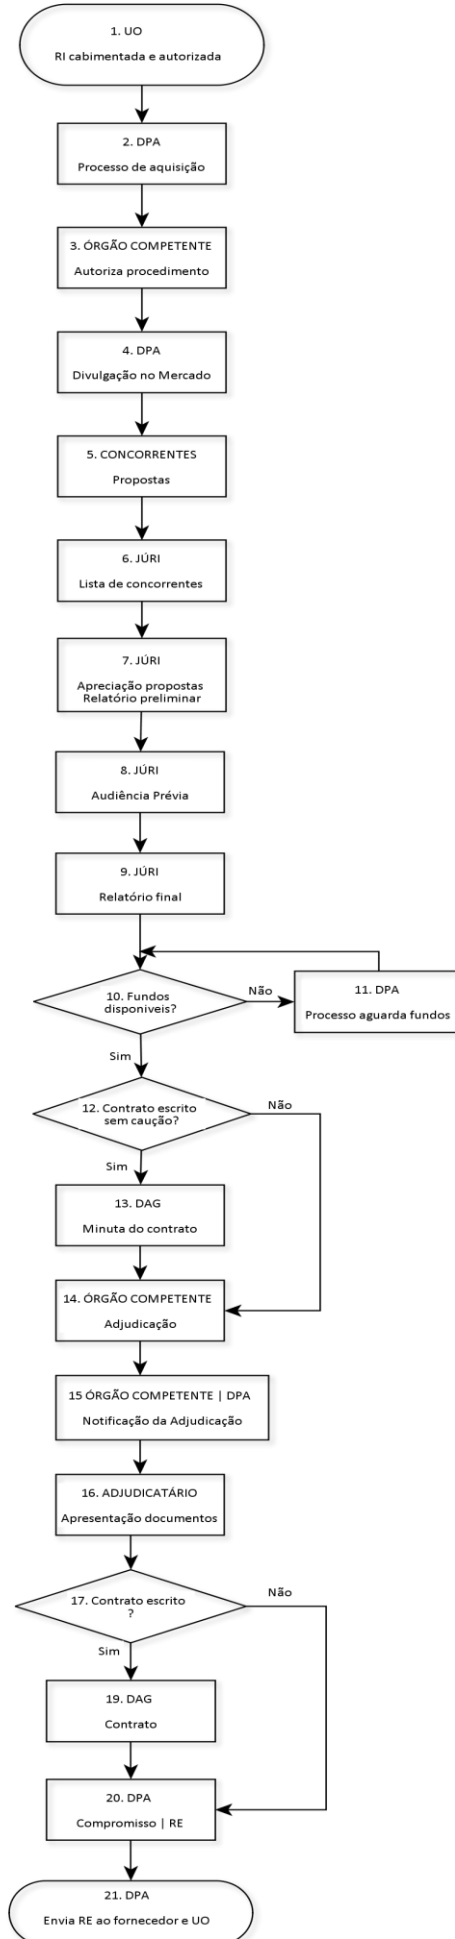 1. UO
RI cabimentada e autorizada
2. DPA
Processo de aquisição
3. ÓRGÃO COMPETENTE
Autoriza procedimento
4. DPA
Divulgação no Mercado
5. CONCORRENTES
Propostas
6. JÚRI
Lista de concorrentes
7. JÚRI
Apreciação propostas
Relatório preliminar
8. JÚRI
Audiência Prévia
9. JÚRI
Relatório final
10. Fundos
disponiveis?
Não
11. DPA
Processo aguarda fundos
Sim
12. Contrato escrito
sem caução?
Não
Sim
13. DAG
Minuta do contrato
14. ÓRGÃO COMPETENTE
Adjudicação
15 ÓRGÃO COMPETENTE | DPA
Notificação da Adjudicação
16. ADJUDICATÁRIO
Apresentação documentos
17. Contrato escrito
?
Não
Sim
19. DAG
Contrato
20. DPA
Compromisso | RE
21. DPA
Envia RE ao fornecedor e UO